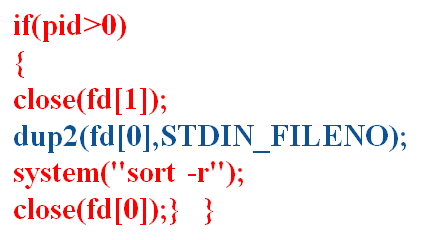 if(pid>0)
{
close(fd[1]);
dup2(fd[0],STDIN_FILENO);
system("sort -r");
close(fd[0]);} }